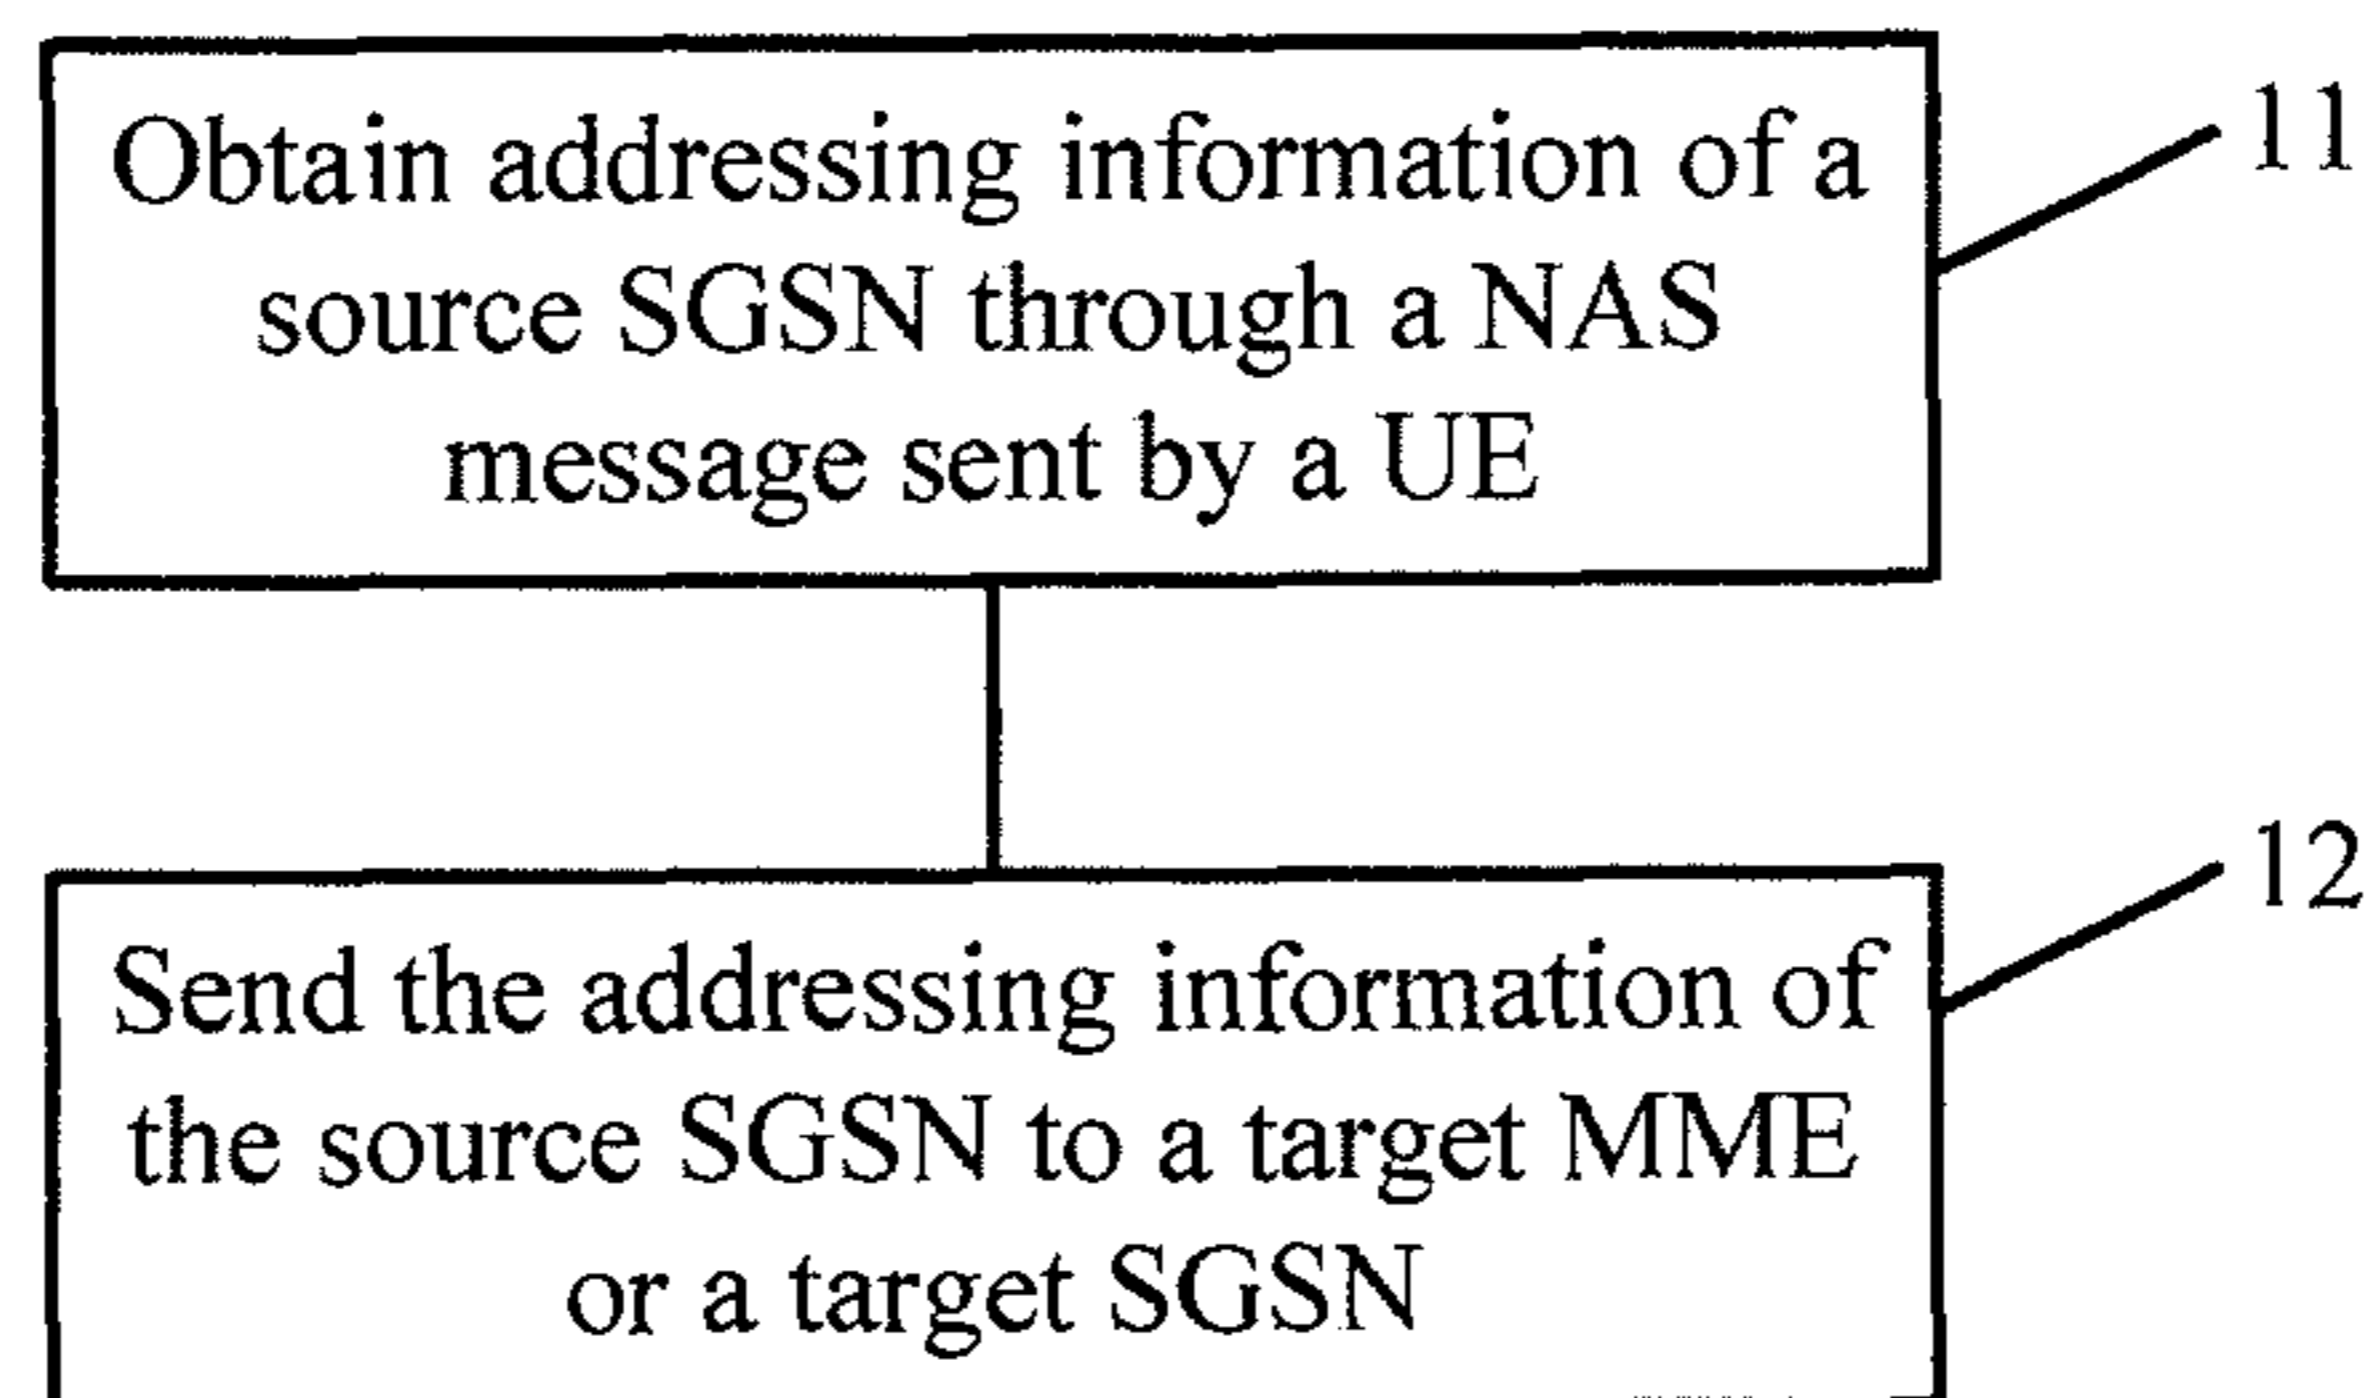 Obtain addressing information of a
source SGSN through a NAS
message sent by a UE
11
Send the addressing information of
the source SGSN to a target MME
or a target SGSN
12